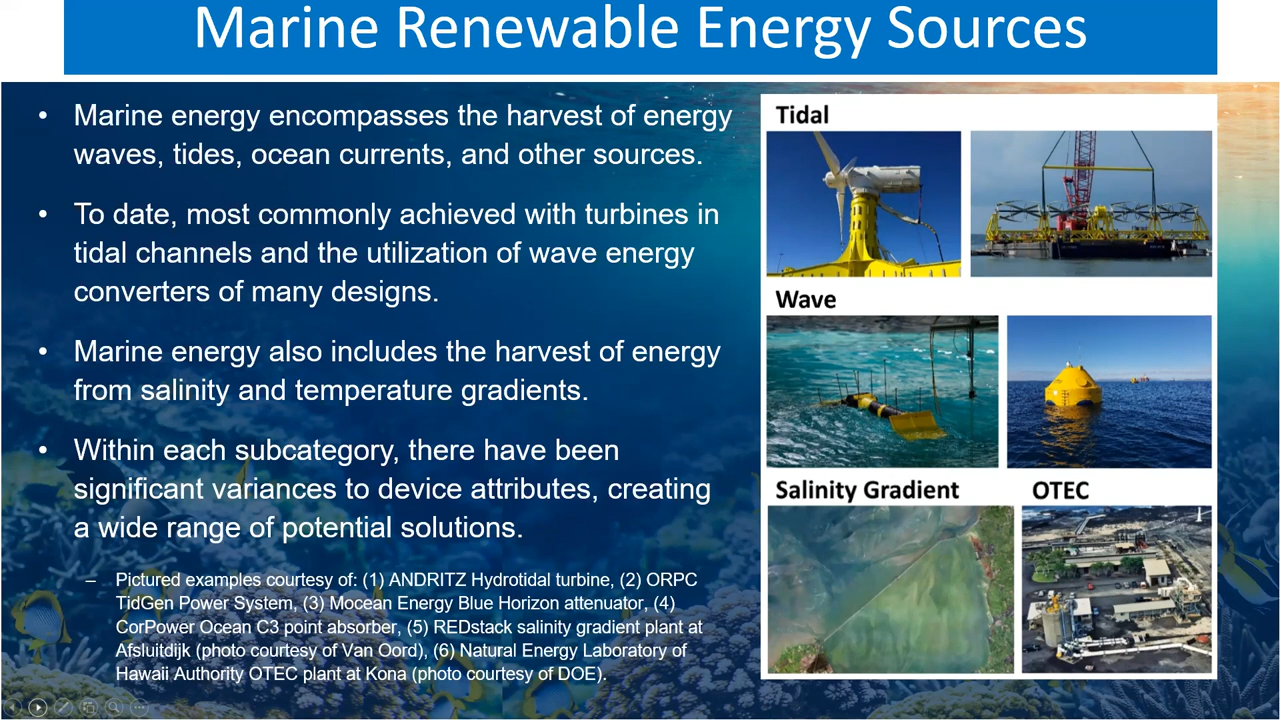 Marine Renewable Energy Sources
• Marine energy encompasses the harvest of energy
waves, tides, ocean currents, and other sources.
• To date, most commonly achieved with turbines in
tidal channels and the utilization of wave energy
converters of many designs.
• Marine energy also includes the harvest of energy
from salinity and temperature gradients.
• Within each subcategory, there have been
significant variances to device attributes, creating
a wide range of potential solutions.
– Pictured examples courtesy of: (1) ANDRITZ Hydrotidal turbine, (2) ORPC
TidGen Power System, (3) Mocean Energy Blue Horizon attenuator, (4)
CorPower Ocean C3 point absorber, (5) REDstack salinity gradient plant at
Afsluitdijk (photo courtesy of Van Oord), (6) Natural Energy Laboratory of
Hawaii Authority OTEC plant at Kona (photo courtesy of DOE).
Tidal
Wave
Salinity Gradient
OTEC